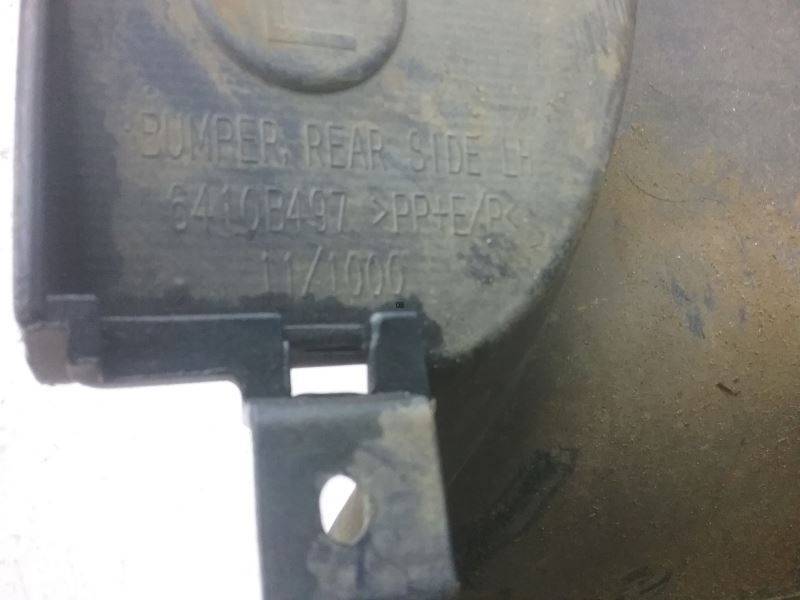 L
BUMPER, REAR SIDE LH
6410B497 >PP+E/P<
11/1000